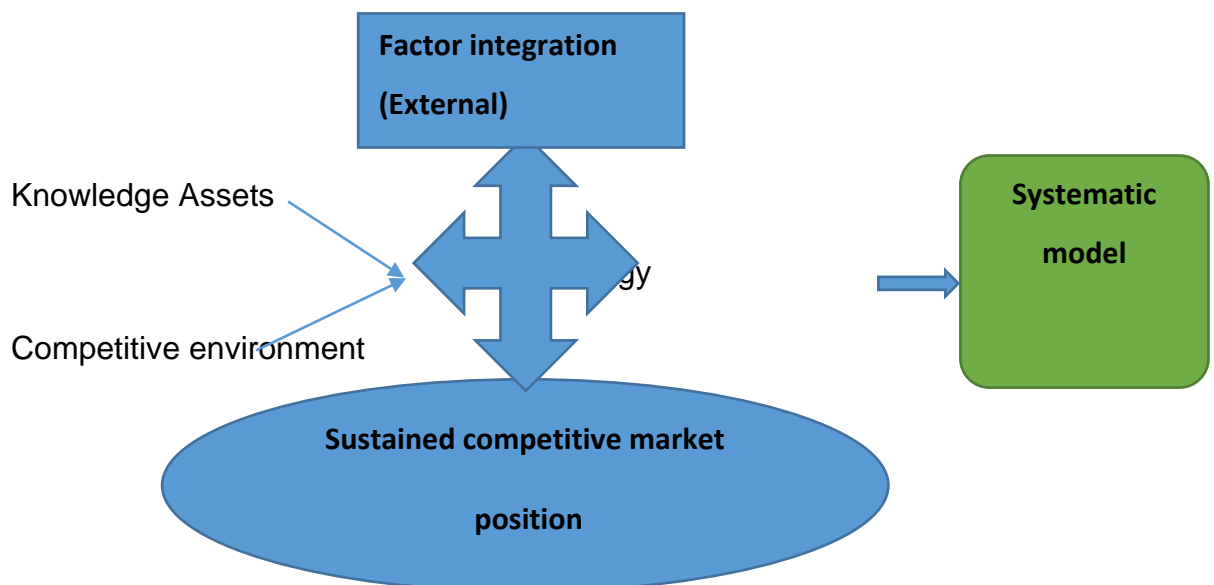 Factor integration
(External)
Knowledge Assets
Systematic
model
Competitive environment
Sustained competitive market
position